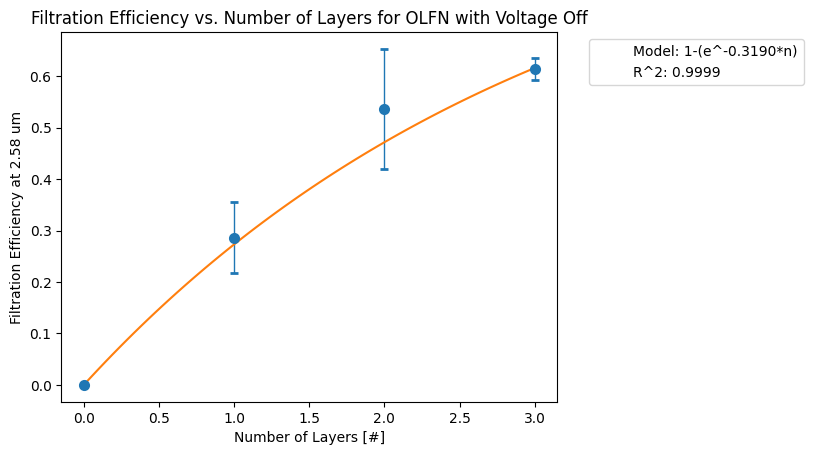 Filtration Efficiency vs. Number of Layers for OLFN with Voltage Off
Model: 1-(e^-0.3190*n)
R^2: 0.9999
Filtration Efficiency at 2.58 um
0.6
0.5
0.4
0.3
0.2
0.1
0.0
0.0 0.5 1.0 1.5 2.0 2.5 3.0
Number of Layers [#]